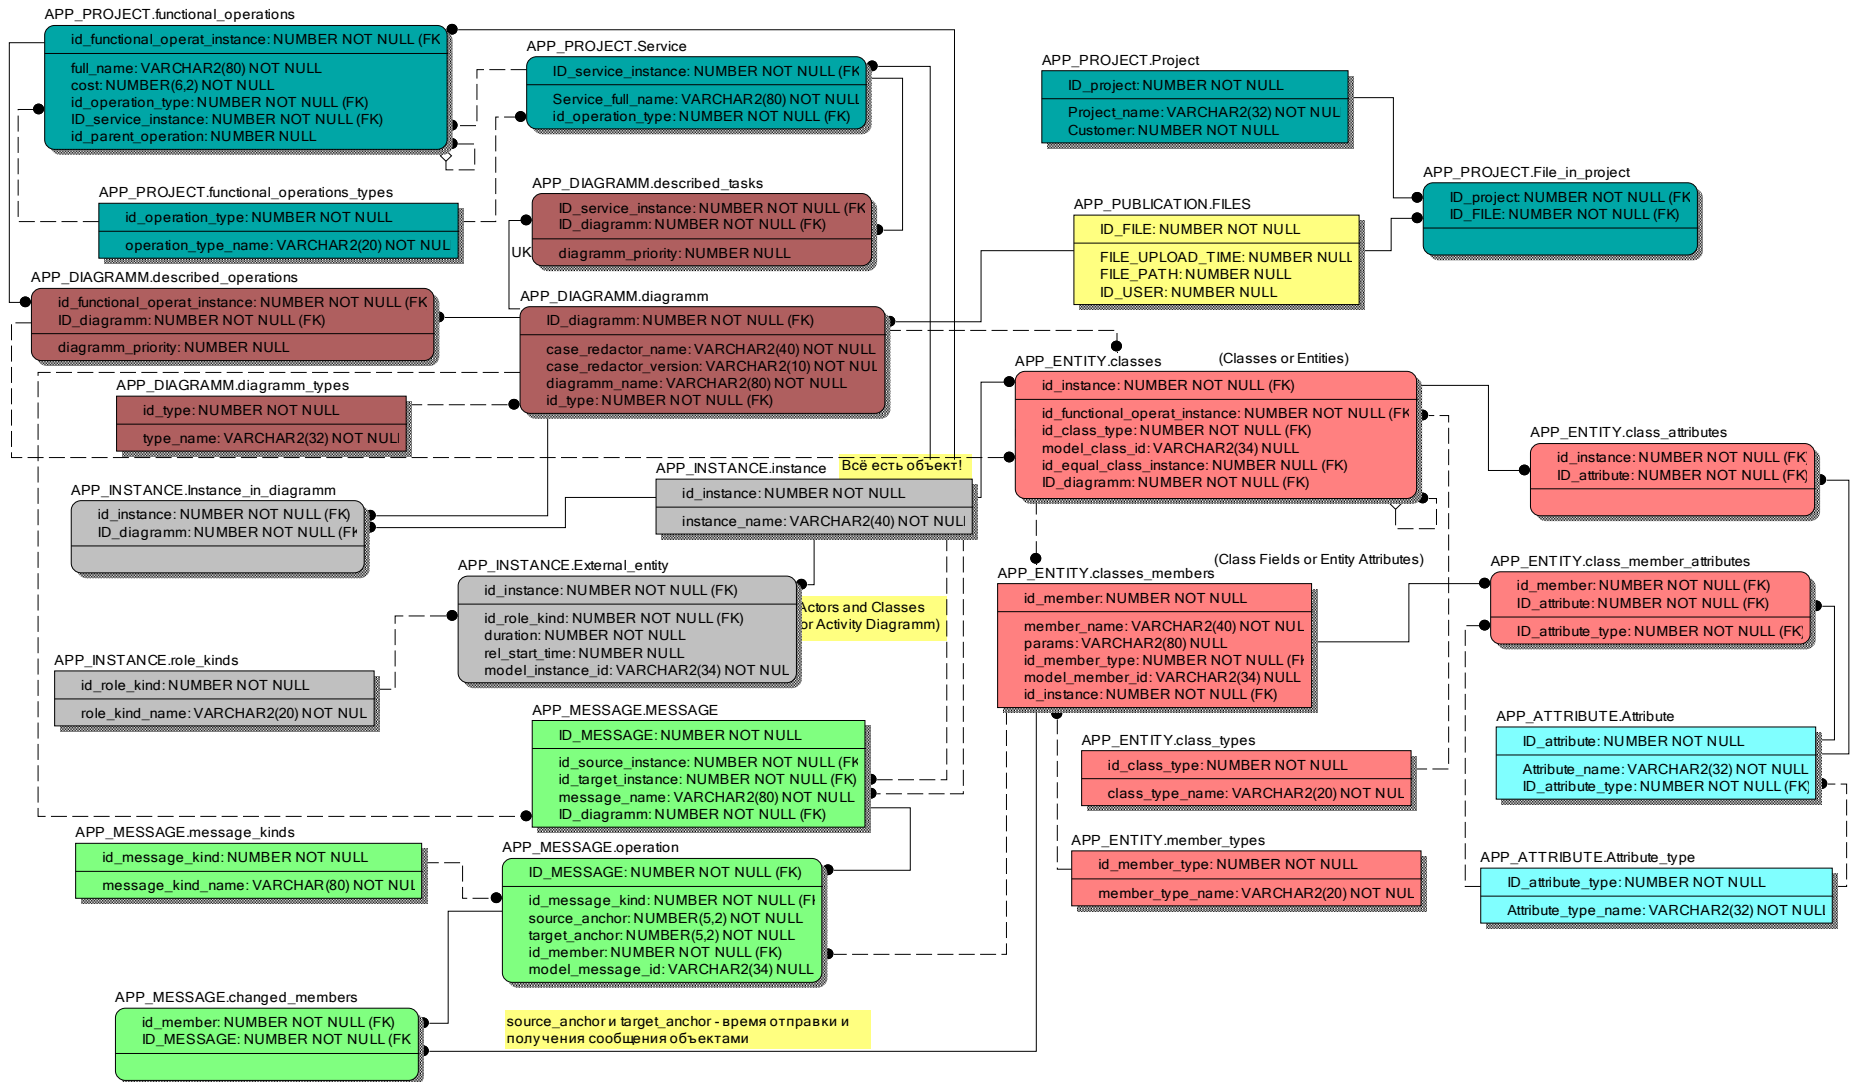 APP_PROJECT.functional_operations
id_functional_operat_instance: NUMBER NOT NULL (FK
full_name: VARCHAR2(80) NOT NULL
cost: NUMBER(6,2) NOT NULL
id_operation_type: NUMBER NOT NULL (FK)
ID_service_instance: NUMBER NOT NULL (FK)
id_parent_operation: NUMBER NULL
APP_PROJECT.Service
ID_service_instance: NUMBER NOT NULL (FK
Service_full_name: VARCHAR2(80) NOT NULL
id_operation_type: NUMBER NOT NULL (FK)
APP_PROJECT.Project
ID_project: NUMBER NOT NULL
Project_name: VARCHAR2(32) NOT NUL
Customer: NUMBER NOT NULL
APP_PROJECT.File_in_project
ID_project: NUMBER NOT NULL (FK
ID_FILE: NUMBER NOT NULL (FK)
APP_PROJECT.functional_operations_types
id_operation_type: NUMBER NOT NULL
operation_type_name: VARCHAR2(20) NOT NUL
APP_DIAGRAMM.described_tasks
ID_service_instance: NUMBER NOT NULL (FK
ID_diagramm: NUMBER NOT NULL (FK)
diagramm_priority: NUMBER NULL
UK
APP_PUBLICATION.FILES
ID_FILE: NUMBER NOT NULL
FILE_UPLOAD_TIME: NUMBER NULL
FILE_PATH: NUMBER NULL
ID_USER: NUMBER NULL
APP_DIAGRAMM.described_operations
id_functional_operat_instance: NUMBER NOT NULL (FK
ID_diagramm: NUMBER NOT NULL (FK)
diagramm_priority: NUMBER NULL
APP_DIAGRAMM.diagramm
ID_diagramm: NUMBER NOT NULL (FK)
case_redactor_name: VARCHAR2(40) NOT NULL
case_redactor_version: VARCHAR2(10) NOT NUL
diagramm_name: VARCHAR2(80) NOT NULL
id_type: NUMBER NOT NULL (FK)
APP_DIAGRAMM.diagramm_types
id_type: NUMBER NOT NULL
type_name: VARCHAR2(32) NOT NULL
APP_ENTITY.classes
(Classes or Entities)
id_instance: NUMBER NOT NULL (FK)
id_functional_operat_instance: NUMBER NOT NULL (FK
id_class_type: NUMBER NOT NULL (FK)
model_class_id: VARCHAR2(34) NULL
id_equal_class_instance: NUMBER NULL (FK)
ID_diagramm: NUMBER NOT NULL (FK)
APP_ENTITY.class_attributes
id_instance: NUMBER NOT NULL (FK)
ID_attribute: NUMBER NOT NULL (FK)
APP_INSTANCE.instance
Всё есть объект!
id_instance: NUMBER NOT NULL
instance_name: VARCHAR2(40) NOT NUL
APP_INSTANCE.Instance_in_diagramm
id_instance: NUMBER NOT NULL (FK)
ID_diagramm: NUMBER NOT NULL (FK
APP_INSTANCE.External_entity
id_instance: NUMBER NOT NULL (FK)
id_role_kind: NUMBER NOT NULL (FK)
duration: NUMBER NOT NULL
rel_start_time: NUMBER NULL
model_instance_id: VARCHAR2(34) NOT NUL
Actors and Classes
or Activity Diagramm)
APP_INSTANCE.role_kinds
id_role_kind: NUMBER NOT NULL
role_kind_name: VARCHAR2(20) NOT NUL
(Class Fields or Entity Attributes)
APP_ENTITY.classes_members
id_member: NUMBER NOT NULL
member_name: VARCHAR2(40) NOT NUL
params: VARCHAR2(80) NULL
id_member_type: NUMBER NOT NULL (F
model_member_id: VARCHAR2(34) NULL
id_instance: NUMBER NOT NULL (FK)
APP_ENTITY.class_member_attributes
id_member: NUMBER NOT NULL (FK)
ID_attribute: NUMBER NOT NULL (FK)
ID_attribute_type: NUMBER NOT NULL (FK)
APP_MESSAGE.MESSAGE
ID_MESSAGE: NUMBER NOT NULL
id_source_instance: NUMBER NOT NULL (FK
id_target_instance: NUMBER NOT NULL (FK)
message_name: VARCHAR2(80) NOT NULL
ID_diagramm: NUMBER NOT NULL (FK)
APP_ENTITY.class_types
id_class_type: NUMBER NOT NULL
class_type_name: VARCHAR2(20) NOT NUL
APP_ATTRIBUTE.Attribute
ID_attribute: NUMBER NOT NULL
Attribute_name: VARCHAR2(32) NOT NULL
ID_attribute_type: NUMBER NOT NULL (FK)
APP_MESSAGE.message_kinds
id_message_kind: NUMBER NOT NULL
message_kind_name: VARCHAR(80) NOT NUL
APP_MESSAGE.operation
ID_MESSAGE: NUMBER NOT NULL (FK)
id_message_kind: NUMBER NOT NULL (F
source_anchor: NUMBER(5,2) NOT NULL
target_anchor: NUMBER(5,2) NOT NULL
id_member: NUMBER NOT NULL (FK)
model_message_id: VARCHAR2(34) NULL
APP_ENTITY.member_types
id_member_type: NUMBER NOT NULL
member_type_name: VARCHAR2(20) NOT NUL
APP_ATTRIBUTE.Attribute_type
ID_attribute_type: NUMBER NOT NULL
Attribute_type_name: VARCHAR2(32) NOT NULL
APP_MESSAGE.changed_members
id_member: NUMBER NOT NULL (FK)
ID_MESSAGE: NUMBER NOT NULL (FK
source_anchor и target_anchor - время отправки и
получения сообщения объектами